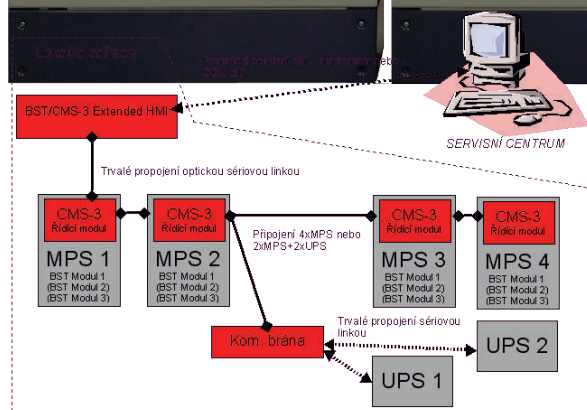 BST/CMS-3 Extended HMI
SERVISNÍ CENTRUM
Trvalé propojení optickou sériovou linkou
CMS-3
Řídící modul
MPS 1
BST Modul 1
(BST Modul 2)
(BST Modul 3)
CMS-3
Řídící modul
MPS 2
BST Modul 1
(BST Modul 2)
(BST Modul 3)
Připojení 4xMPS nebo
2xMPS+2xUPS
CMS-3
Řídící modul
MPS 3
BST Modul 1
(BST Modul 2)
(BST Modul 3)
CMS-3
Řídící modul
MPS 4
BST Modul 1
(BST Modul 2)
(BST Modul 3)
Kom. brána
Trvalé propojení sériovou
linkou
UPS 2
UPS 1